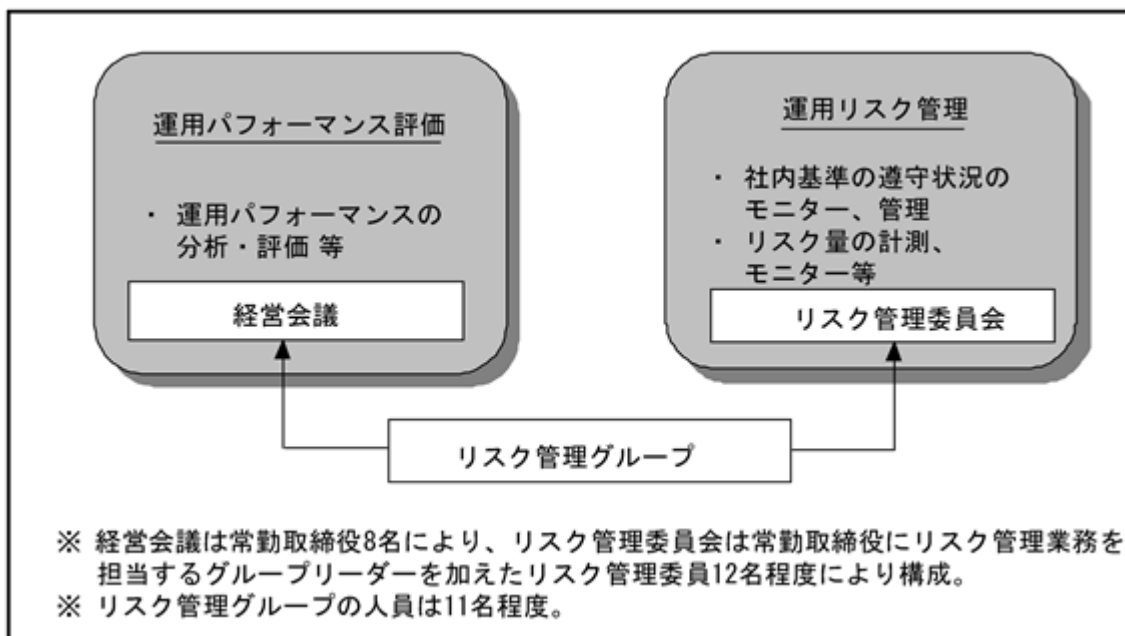 運用パフォーマンス評価
・ 運用パフォーマンスの
分析・評価 等
経営会議
運用リスク管理
・ 社内基準の遵守状況の
モニター、管理
・ リスク量の計測、
モニター等
リスク管理委員会
リスク管理グループ
※ 経営会議は常勤取締役8名により、リスク管理委員会は常勤取締役にリスク管理業務を
担当するグループリーダーを加えたリスク管理委員12名程度により構成。
※ リスク管理グループの人員は11名程度。